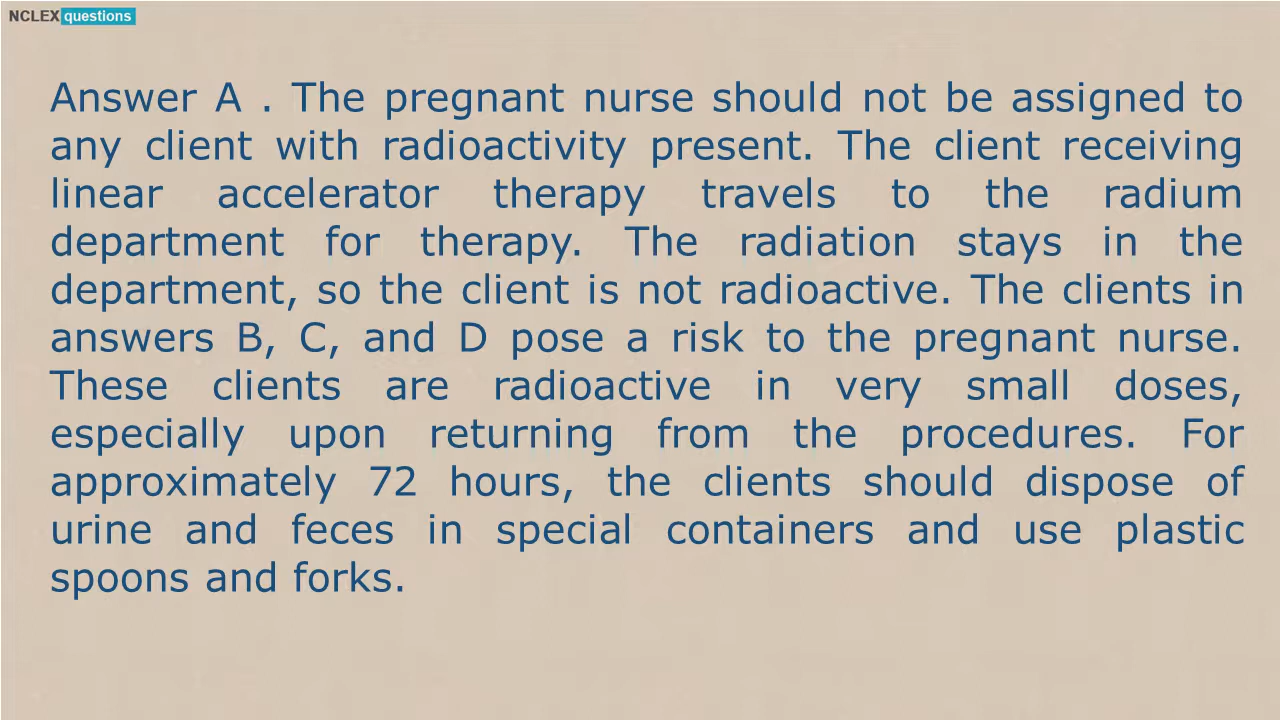 NCLEX questions
Answer A . The pregnant nurse should not be assigned to
any client with radioactivity present. The client receiving
linear accelerator therapy travels to the radium
department for therapy. The radiation stays in the
department, so the client is not radioactive. The clients in
answers B, C, and D pose a risk to the pregnant nurse.
These clients are radioactive in very small doses,
especially upon returning from the procedures. For
approximately 72 hours, the clients should dispose of
urine and feces in special containers and use plastic
spoons and forks.